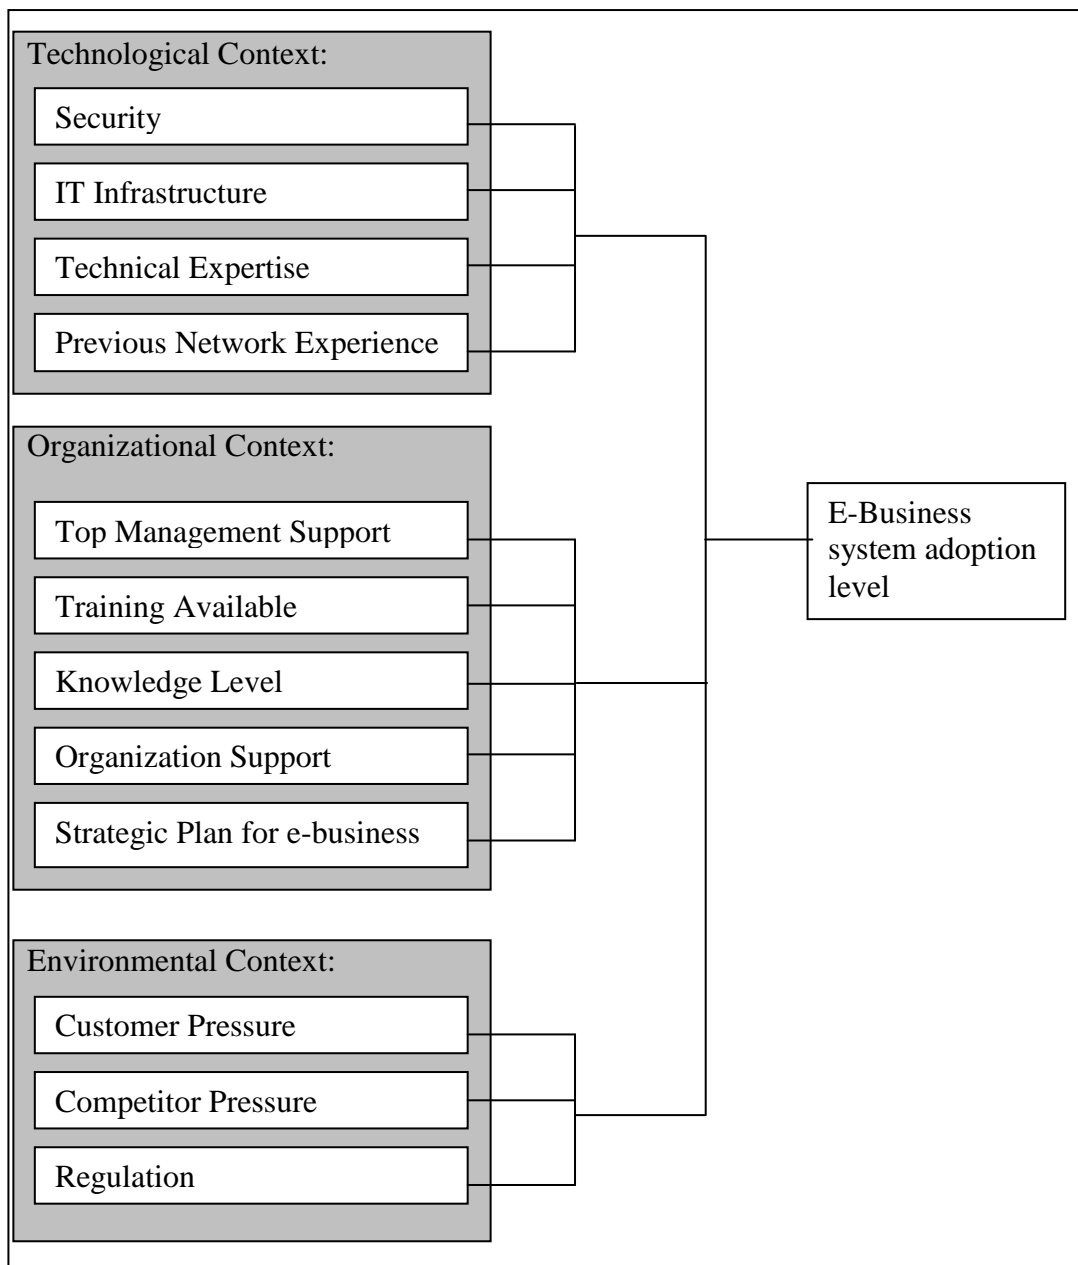 Technological Context:
Security
IT Infrastructure
Technical Expertise
Previous Network Experience
Organizational Context:
Top Management Support
Training Available
Knowledge Level
Organization Support
Strategic Plan for e-business
Environmental Context:
Customer Pressure
Competitor Pressure
Regulation
E-Business
system adoption
level